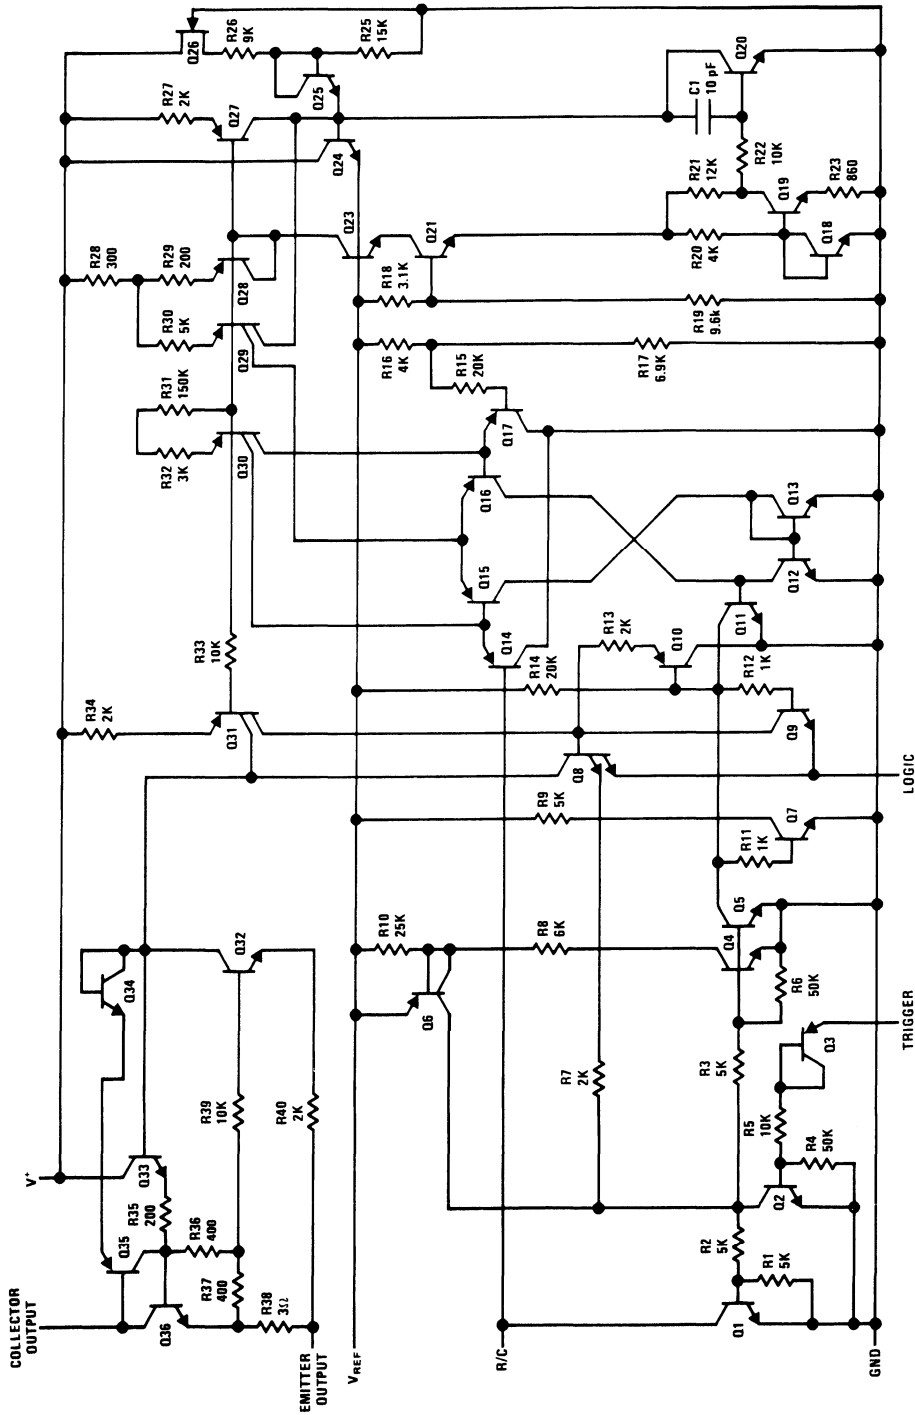 COLLECTOR
OUTPUT
V+
R34
2K
R28
300
Q34
R27
2K
Q26
R35
200
Q33
R32
3K
R31
150K
R30
5K
R29
200
R26
9K
Q35
Q36
R36
400
R37
400
R39
10K
Q32
R33
10K
Q31
Q30
Q29
Q28
Q27
R38
3Ω
R40
2K
EMITTER
OUTPUT
Q25
R25
15K
Q24
Q23
VREF
R10
25K
R16
4K
R18
3.1K
Q6
Q21
R15
20K
Q15
Q16
Q17
R/C
Q14
R9
5K
R14
20K
R8
6K
R7
2K
Q8
R13
2K
Q10
R17
6.9K
R19
9.6k
R20
4K
R21
12K
C1
10 pF
Q20
R22
10K
R2
5K
R3
5K
Q4
Q5
R11
1K
R12
1K
Q11
Q1
R1
5K
Q2
R5
10K
R4
50K
Q3
R6
50K
Q7
Q9
Q12
Q13
Q18
Q19
R23
860
GND
TRIGGER
LOGIC